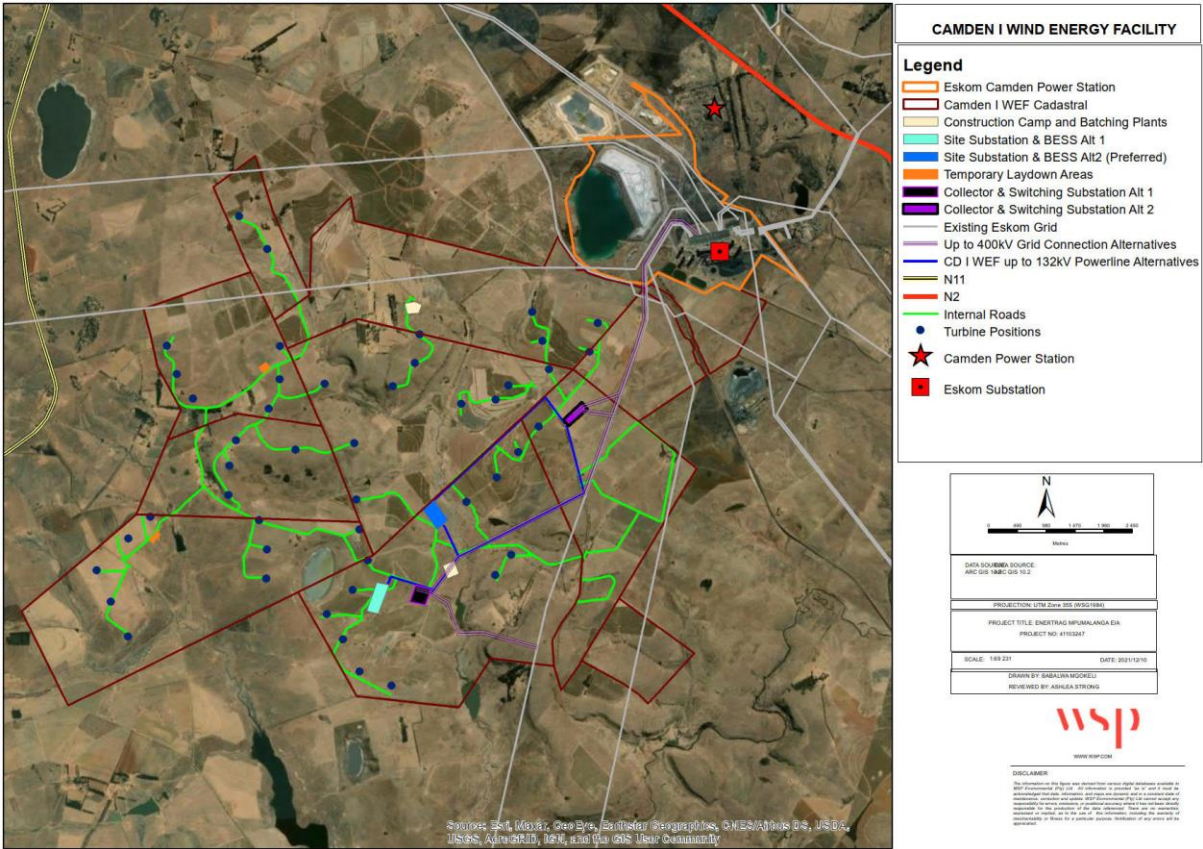 CAMDEN I WIND ENERGY FACILITY
Legend
Eskom Camden Power Station
Camden I WEF Cadastral
Construction Camp and Batching Plants
Site Substation & BESS Alt 1
Site Substation & BESS Alt2 (Preferred)
Temporary Laydown Areas
Collector & Switching Substation Alt 1
Collector & Switching Substation Alt 2
Existing Eskom Grid
Up to 400kV Grid Connection Alternatives
CD I WEF up to 132kV Powerline Alternatives
N11
N2
Internal Roads
Turbine Positions
Camden Power Station
Eskom Substation
N
Metres
PROJECTION: UTM Zone 35S (WSG1984)
PROJECT TITLE: ENERTRAG MPUMALANGA EIA
PROJECT NO: 41103247
SCALE: 1:69 231 DATE: 2021/12/10
DRAWN BY: BABALWA MQOKELI
REVIEWED BY: ASHLEA STRONG
wsp
WWW.WSP.COM
DISCLAIMER
Source: Esri, Maxar, GeoEye, Earthstar Geographics, CNES/Airbus DS, USDA,
USGS, AeroGRID, IGN, and the GIS User Community